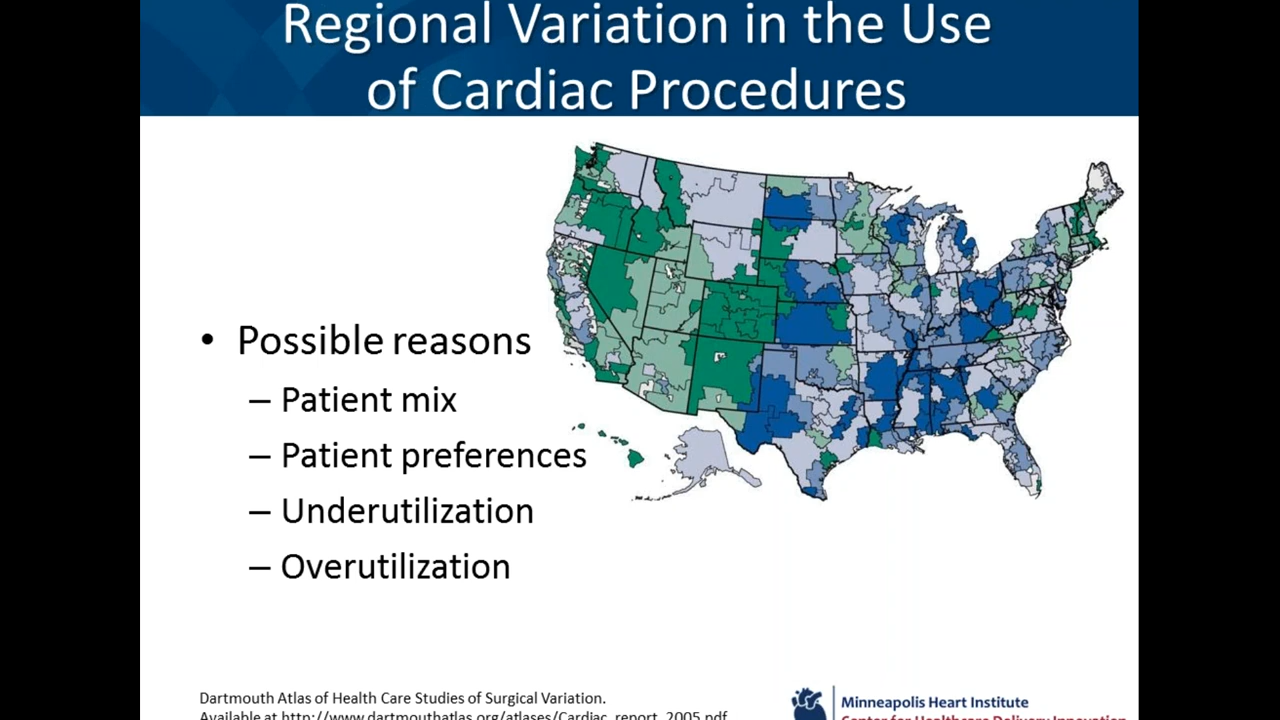 Regional Variation in the Use
of Cardiac Procedures
• Possible reasons
– Patient mix
– Patient preferences
– Underutilization
– Overutilization
Dartmouth Atlas of Health Care Studies of Surgical Variation.
Available at http://www.dartmouthatlas.org/atlases/Cardiac_report_2005.pdf
Minneapolis Heart Institute
Center for Healthcare Delivery Innovation